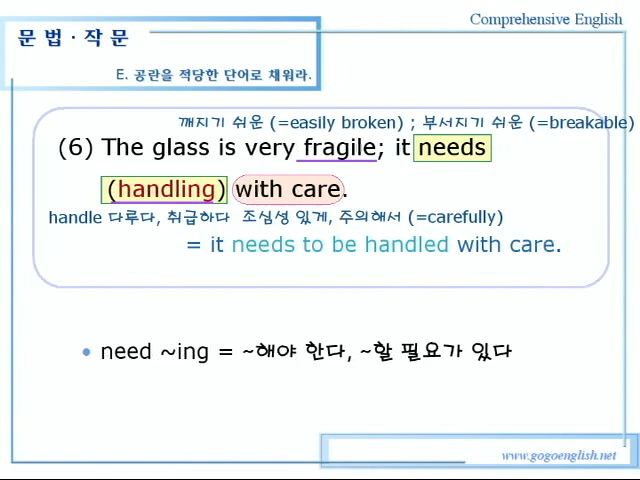 Comprehensive English
문 법 · 작 문
E. 공란을 적당한 단어로 채워라.
깨지기 쉬운 (=easily broken) ; 부서지기 쉬운 (=breakable)
(6) The glass is very fragile; it needs
(handling) with care.
handle 다루다, 취급하다 조심성 있게, 주의해서 (=carefully)
= it needs to be handled with care.
• need ~ing = ~해야 한다, ~할 필요가 있다
www.gogoenglish.net